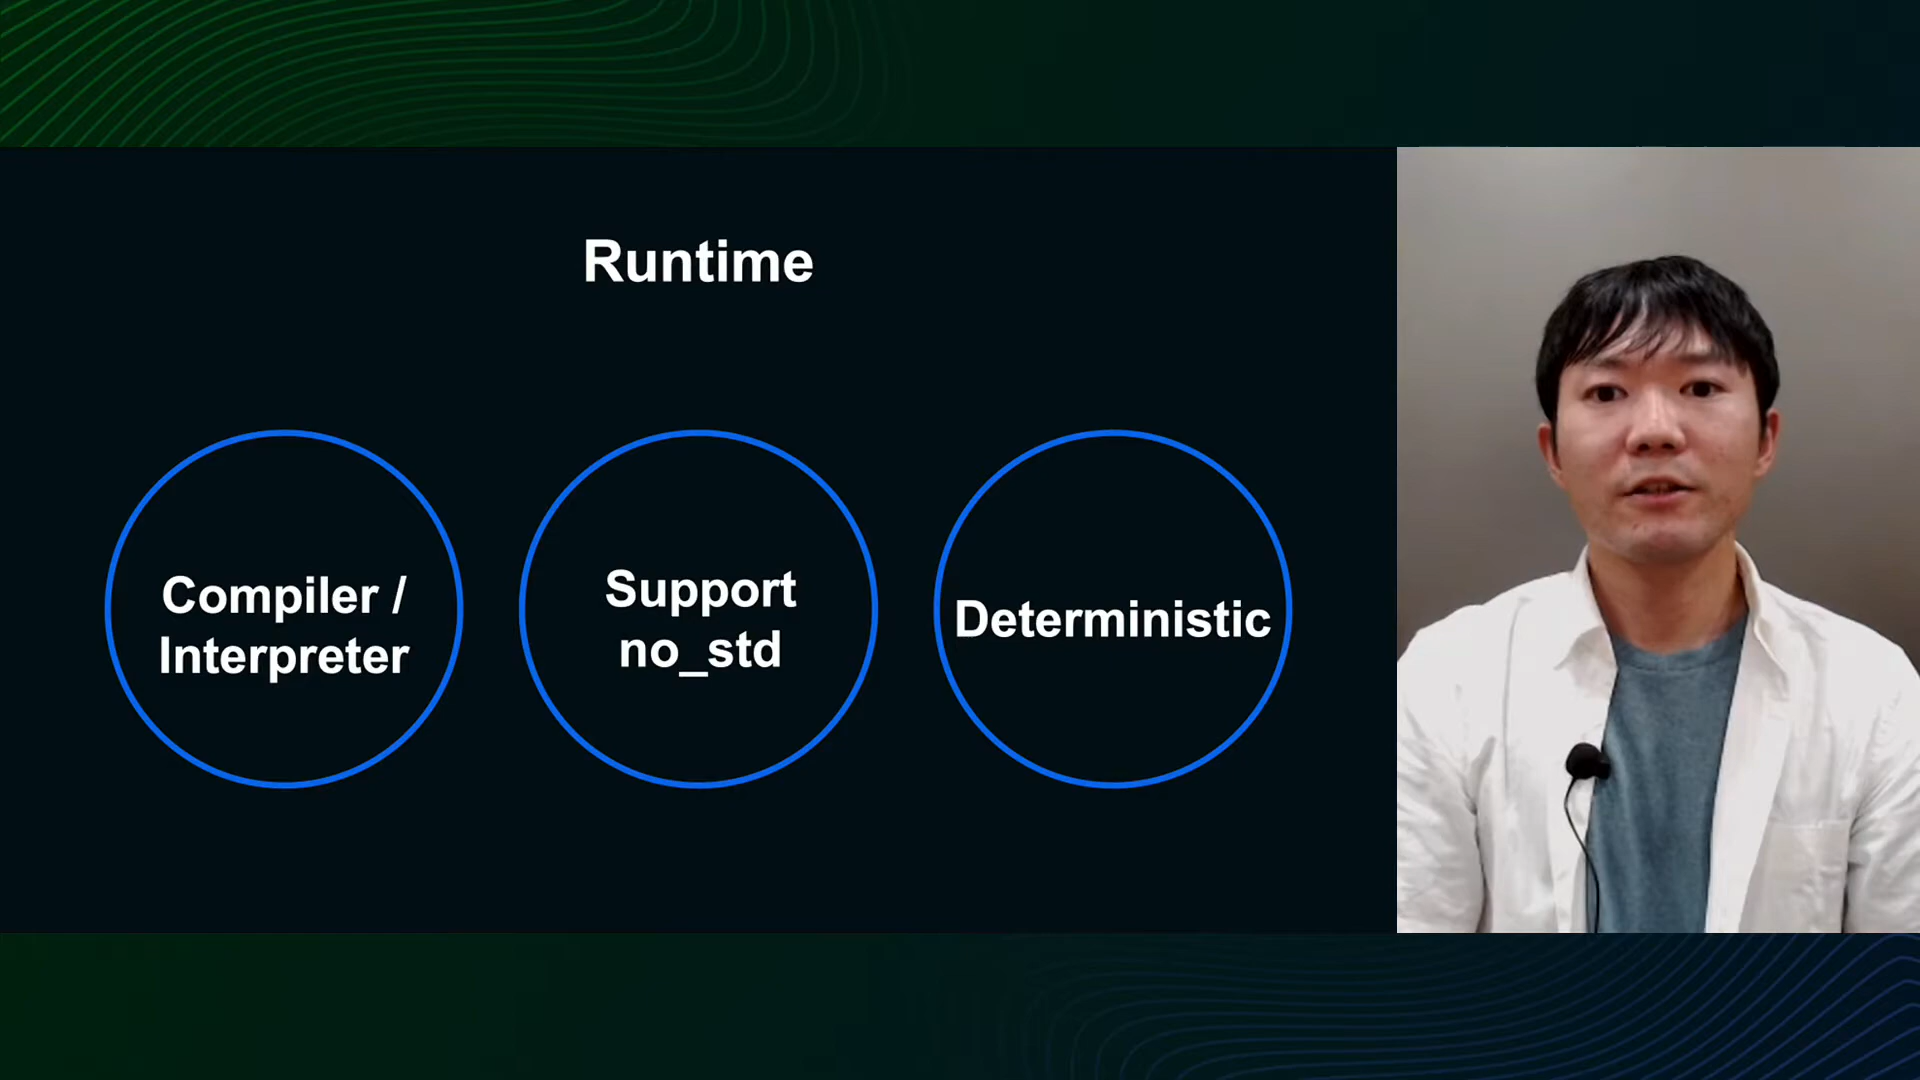 Runtime
Compiler /
Interpreter
Support
no_std
Deterministic